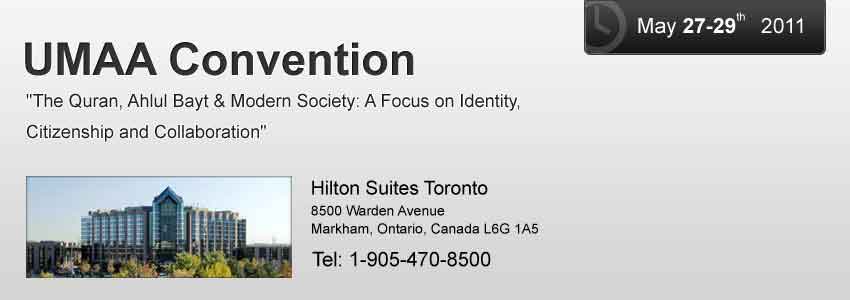 May 27-29th 2011
UMAA Convention
"The Quran, Ahlul Bayt & Modern Society: A Focus on Identity,
Citizenship and Collaboration"
Hilton Suites Toronto
8500 Warden Avenue
Markham, Ontario, Canada L6G 1A5
Tel: 1-905-470-8500